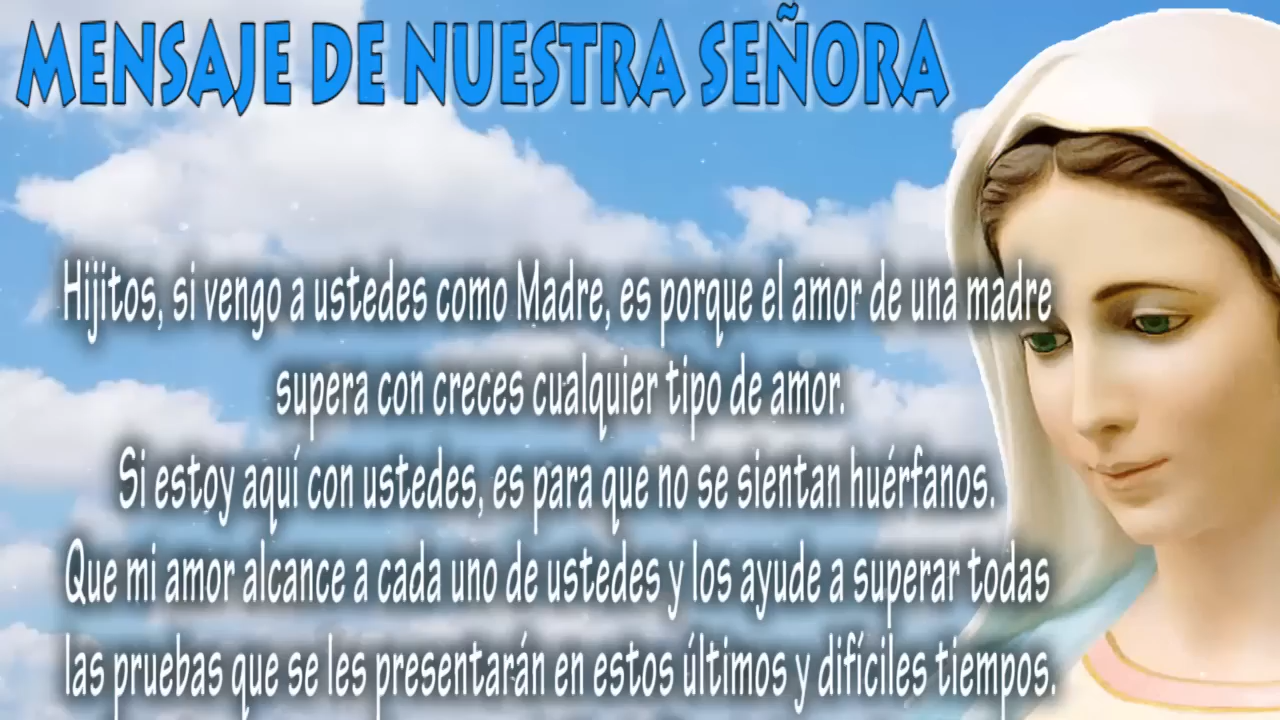 MENSAJE DE NUESTRA SEÑORA
Hijitos, si vengo a ustedes como Madre, es porque el amor de una madre
supera con creces cualquier tipo de amor.
Si estoy aquí con ustedes, es para que no se sientan huérfanos.
Que mi amor alcance a cada uno de ustedes y los ayude a superar todas
las pruebas que se les presentarán en estos últimos y difíciles tiempos.